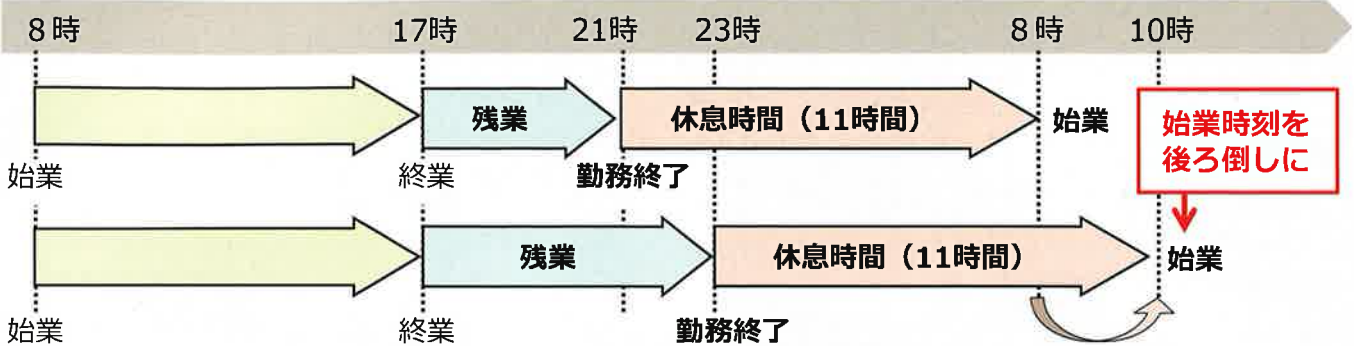 8時 17時 21時 23時 8時 10時
残業 休息時間（11時間） 始業
始業時刻を
後ろ倒しに
始業 終業 勤務終了
残業 休息時間（11時間） 始業
始業 終業 勤務終了